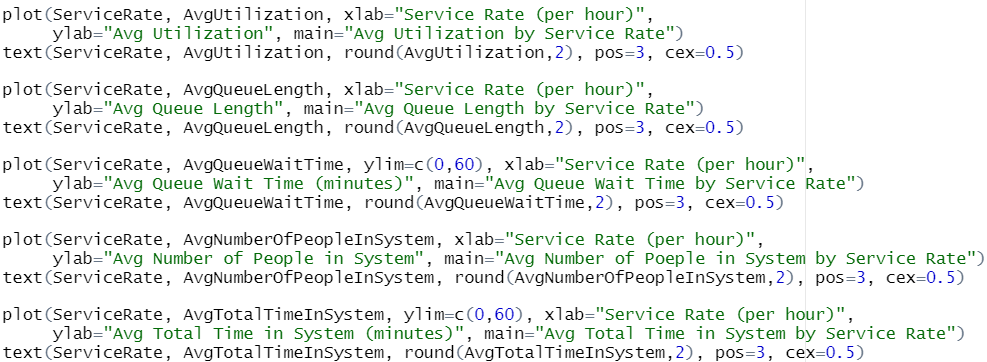 plot(ServiceRate, AvgUtilization, xlab="Service Rate (per hour)",
     ylab="Avg Utilization", main="Avg Utilization by Service Rate")
text(ServiceRate, AvgUtilization, round(AvgUtilization,2), pos=3, cex=0.5)

plot(ServiceRate, AvgQueueLength, xlab="Service Rate (per hour)",
     ylab="Avg Queue Length", main="Avg Queue Length by Service Rate")
text(ServiceRate, AvgQueueLength, round(AvgQueueLength,2), pos=3, cex=0.5)

plot(ServiceRate, AvgQueueWaitTime, ylim=c(0,60), xlab="Service Rate (per hour)",
     ylab="Avg Queue Wait Time (minutes)", main="Avg Queue Wait Time by Service Rate")
text(ServiceRate, AvgQueueWaitTime, round(AvgQueueWaitTime,2), pos=3, cex=0.5)

plot(ServiceRate, AvgNumberOfPeopleInSystem, xlab="Service Rate (per hour)",
     ylab="Avg Number of People in System", main="Avg Number of Poeple in System by Service Rate")
text(ServiceRate, AvgNumberOfPeopleInSystem, round(AvgNumberOfPeopleInSystem,2), pos=3, cex=0.5)

plot(ServiceRate, AvgTotalTimeInSystem, ylim=c(0,60), xlab="Service Rate (per hour)",
     ylab="Avg Total Time in System (minutes)", main="Avg Total Time in System by Service Rate")
text(ServiceRate, AvgTotalTimeInSystem, round(AvgTotalTimeInSystem,2), pos=3, cex=0.5)